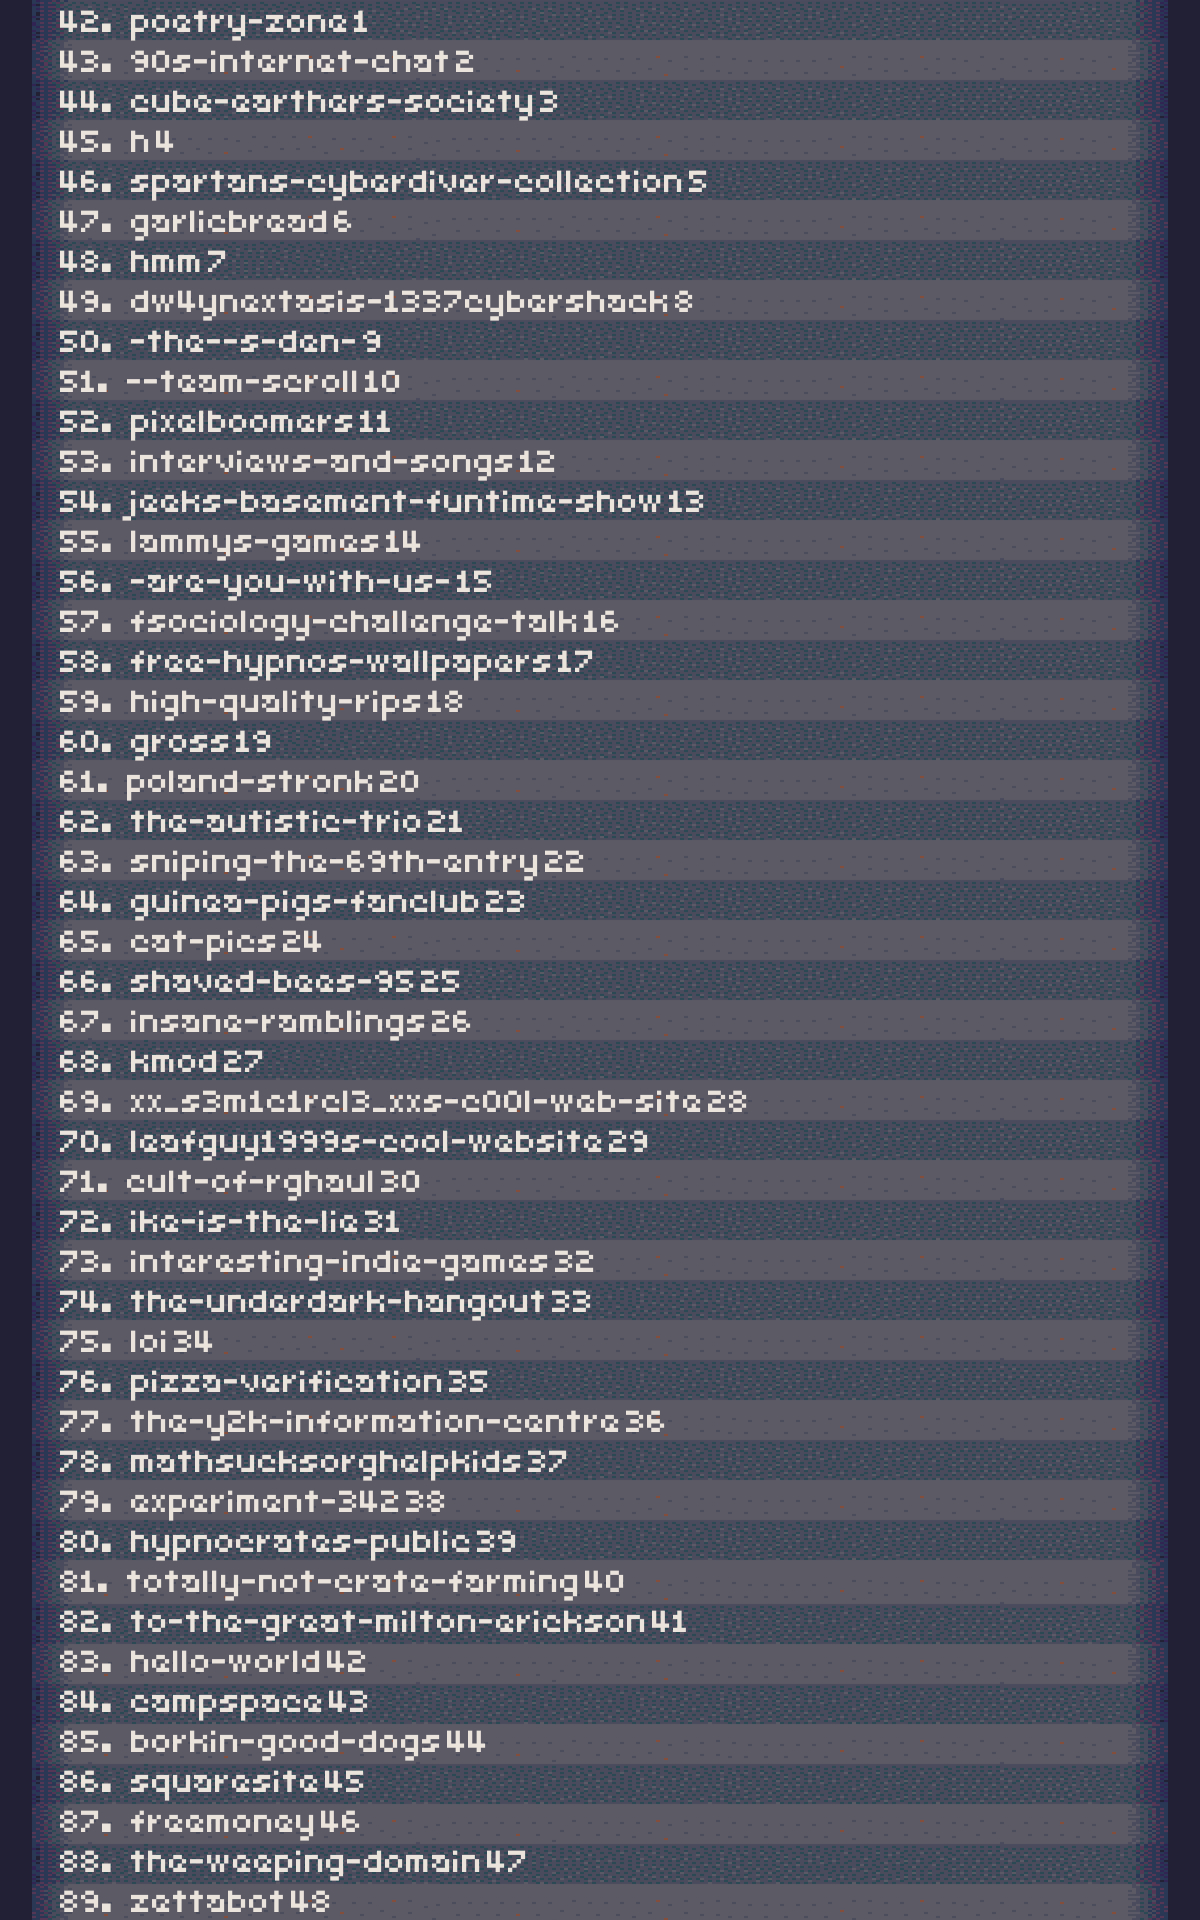 42. poetry-zone 1
43. 90s-internet-chat 2
44. cube-earthers-society 3
45. h 4
46. spartans-cyberdiver-collection 5
47. garlicbread 6
48. hmm 7
49. dw4ynextasis-1337cybershack 8
50. -the--s-den- 9
51. --team-scroll 10
52. pixelboomers 11
53. interviews-and-songs 12
54. jeeks-basement-funtime-show 13
55. lammys-games 14
56. -are-you-with-us- 15
57. fsociology-challenge-talk 16
58. free-hypnos-wallpapers 17
59. high-quality-rips 18
60. gross 19
61. poland-stronk 20
62. the-autistic-trio 21
63. sniping-the-69th-entry 22
64. guinea-pigs-fanclub 23
65. cat-pics 24
66. shaved-bees-95 25
67. insane-ramblings 26
68. kmod 27
69. xx_s3m1c1rcl3_xxs-c00l-web-site 28
70. leafguy1999s-cool-website 29
71. cult-of-rghaul 30
72. ike-is-the-lie 31
73. interesting-indie-games 32
74. the-underdark-hangout 33
75. loi 34
76. pizza-verification 35
77. the-y2k-information-centre 36
78. mathsucksorghelpkids 37
79. experiment-342 38
80. hypnocrates-public 39
81. totally-not-crate-farming 40
82. to-the-great-milton-erickson 41
83. hello-world 42
84. campspace 43
85. borkin-good-dogs 44
86. squaresite 45
87. freemoney 46
88. the-weeping-domain 47
89. zettabot 48